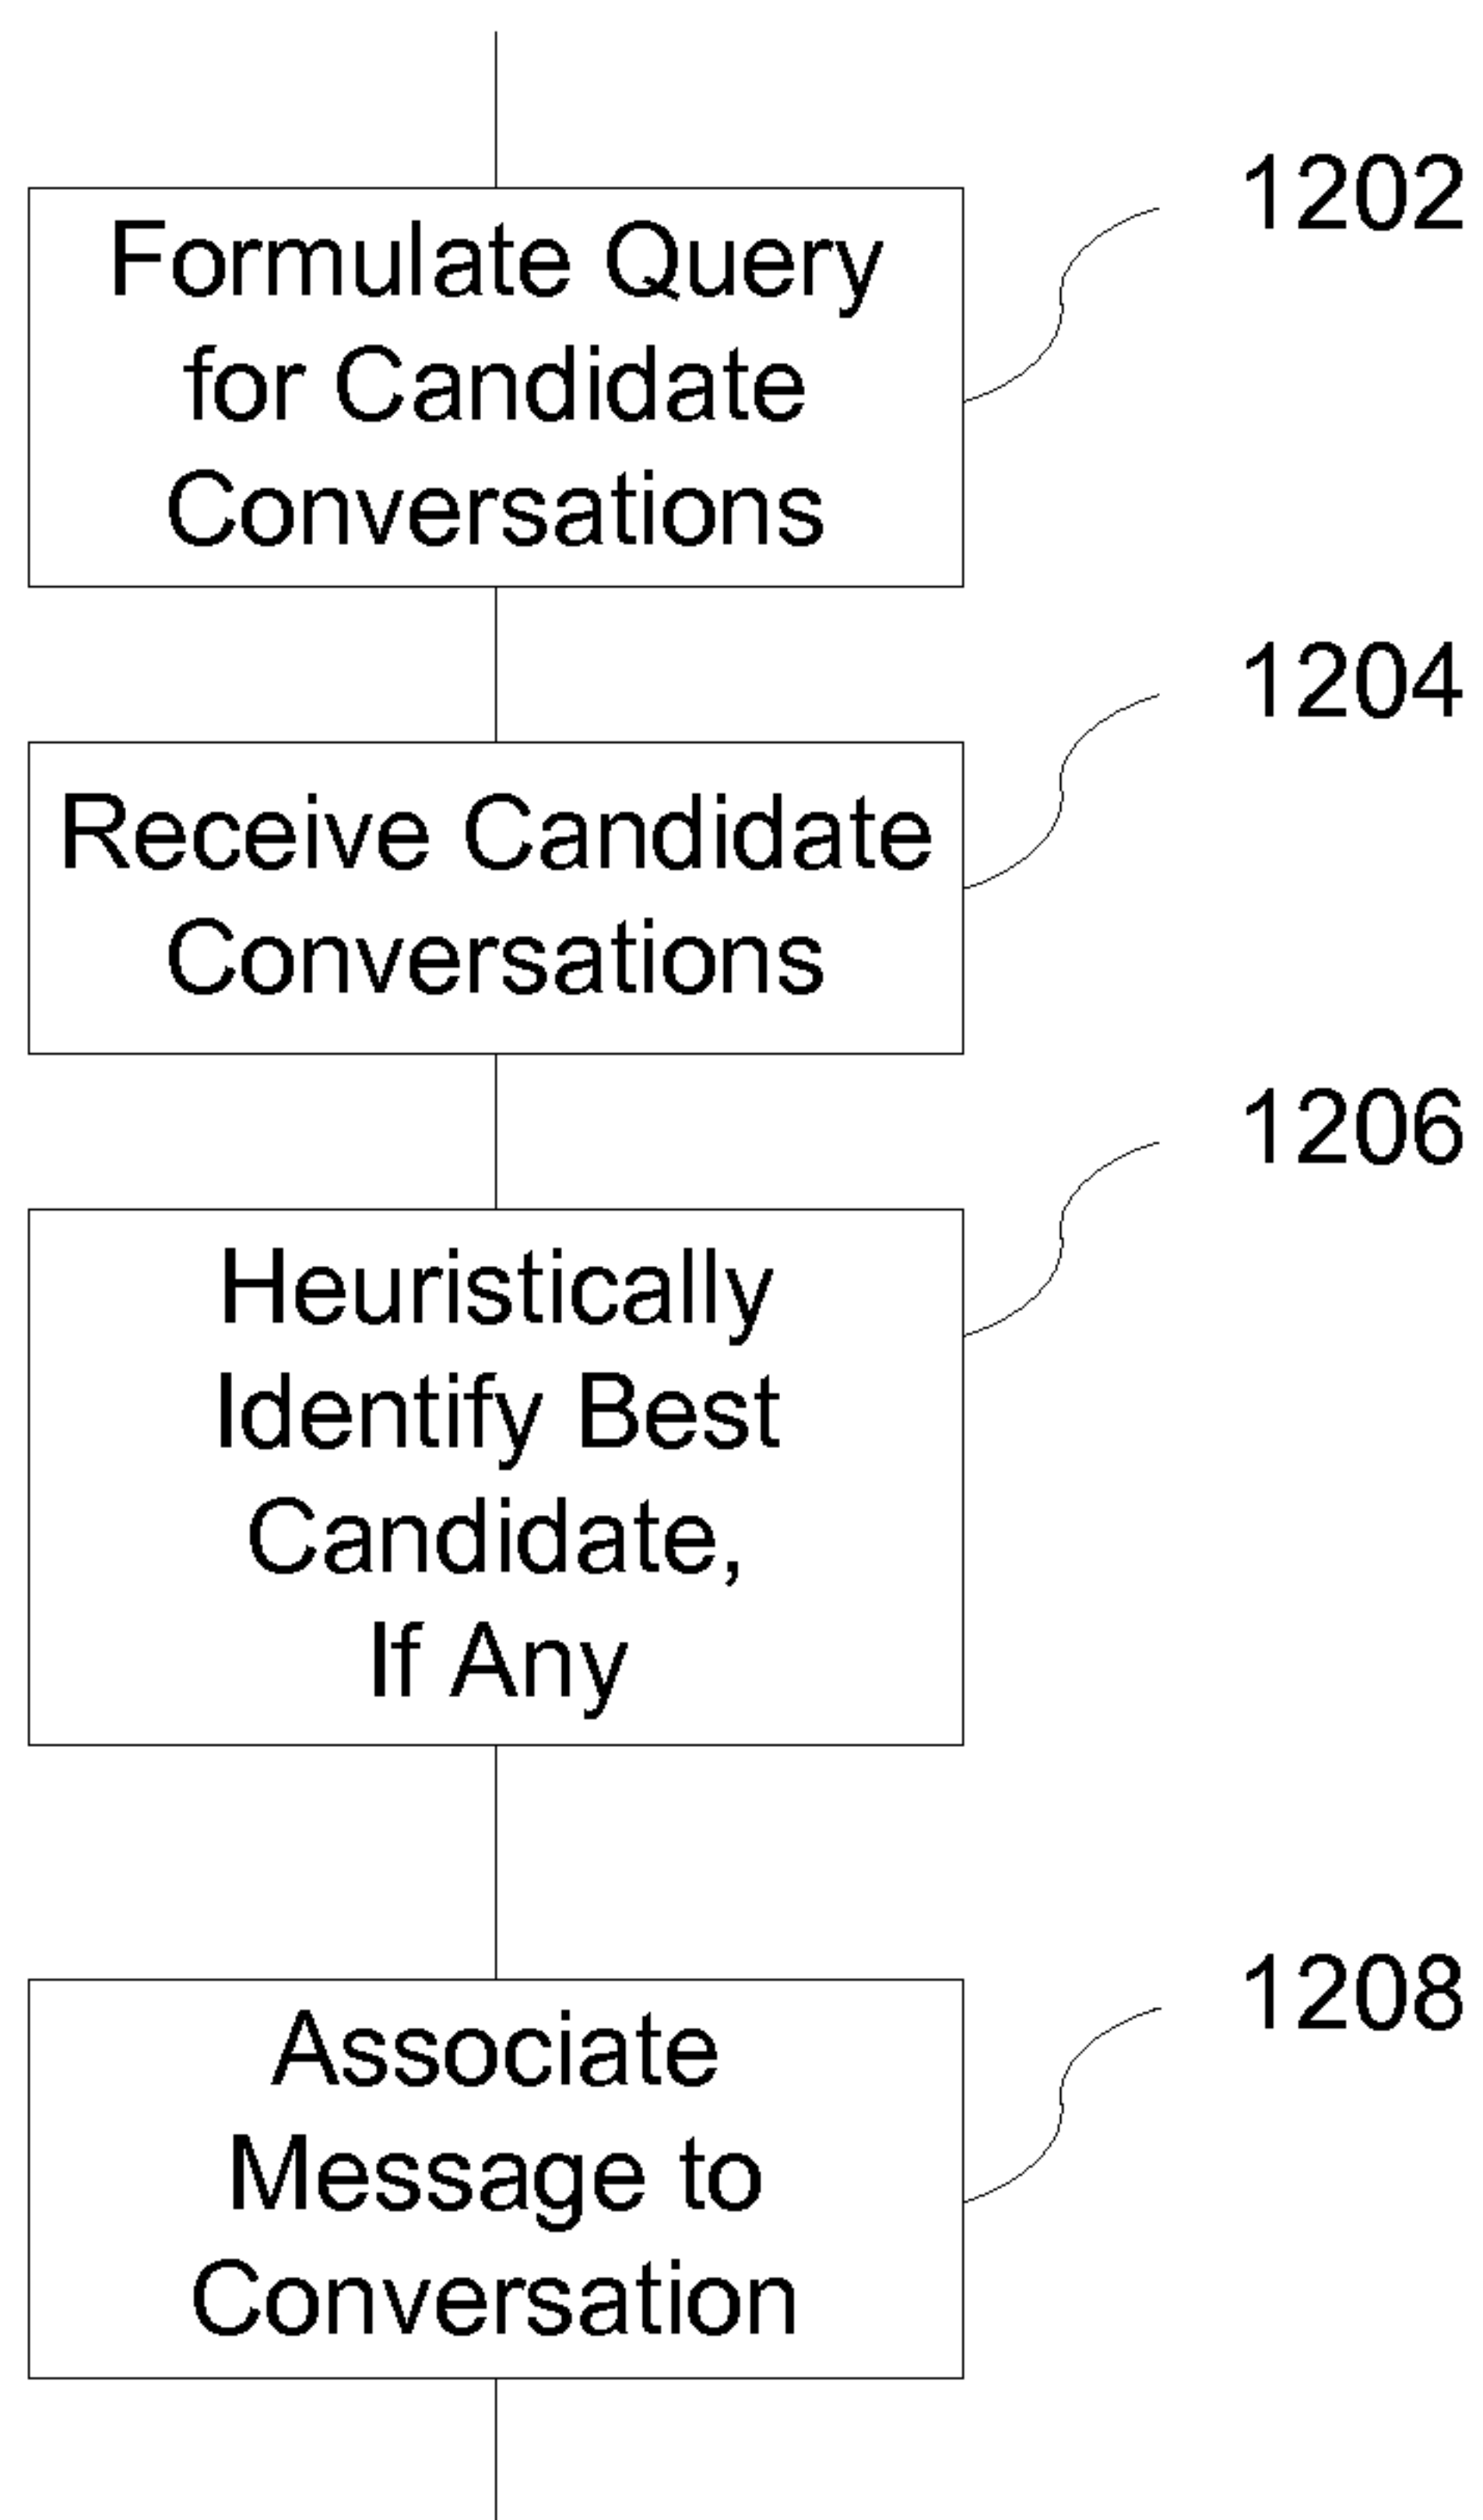 1202
Formulate Query
for Candidate
Conversations
1204
Receive Candidate
Conversations
1206
Heuristically
Identify Best
Candidate,
If Any
1208
Associate
Message to
Conversation